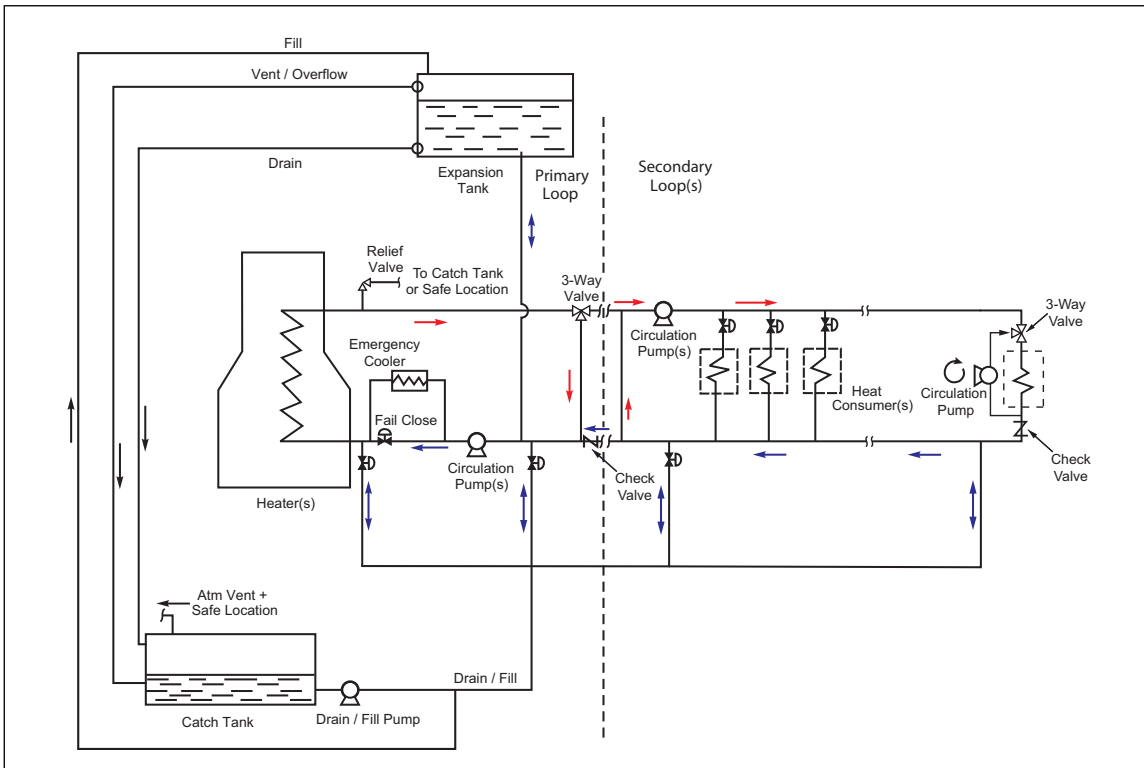 Fill
Vent / Overflow
Drain
Expansion
Tank
Primary
Loop
Secondary
Loop(s)
Relief
Valve
To Catch Tank
or Safe Location
3-Way
Valve
Circulation
Pump(s)
3-Way
Valve
Emergency
Cooler
Fail Close
Heat
Consumer(s)
Circulation
Pump
Circulation
Pump(s)
Check
Valve
Check
Valve
Heater(s)
Atm Vent +
Safe Location
Drain / Fill
Catch Tank
Drain / Fill Pump